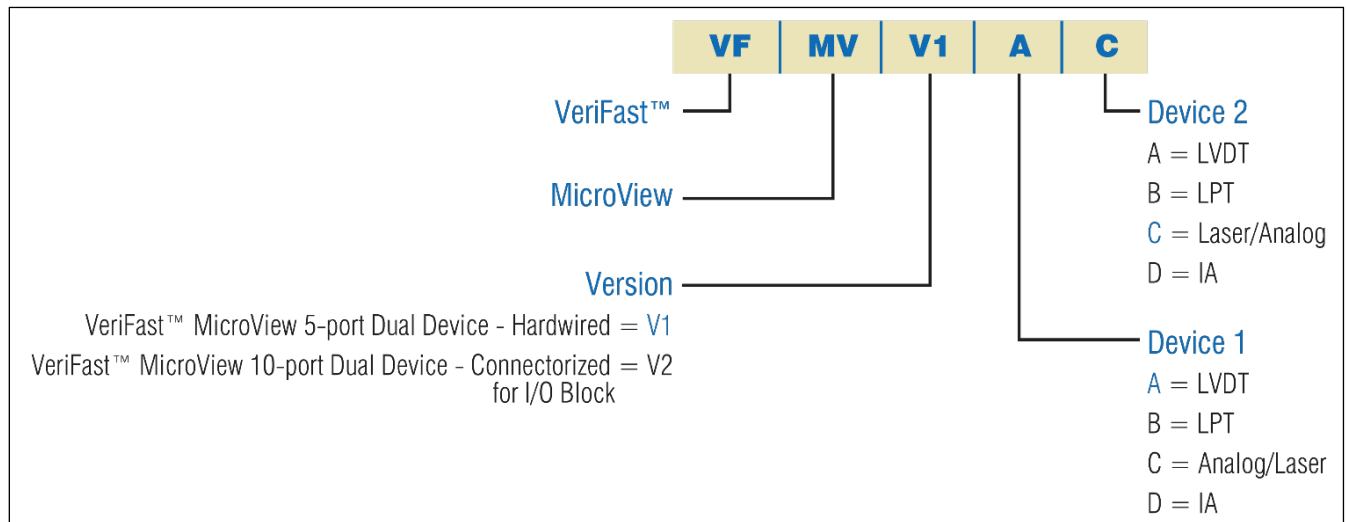 VF MV V1 A C
VeriFast™
MicroView
Version
VeriFast™ MicroView 5-port Dual Device - Hardwired = V1
VeriFast™ MicroView 10-port Dual Device - Connectorized = V2
for I/O Block
Device 2
A = LVDT
B = LPT
C = Laser/Analog
D = IA
Device 1
A = LVDT
B = LPT
C = Analog/Laser
D = IA